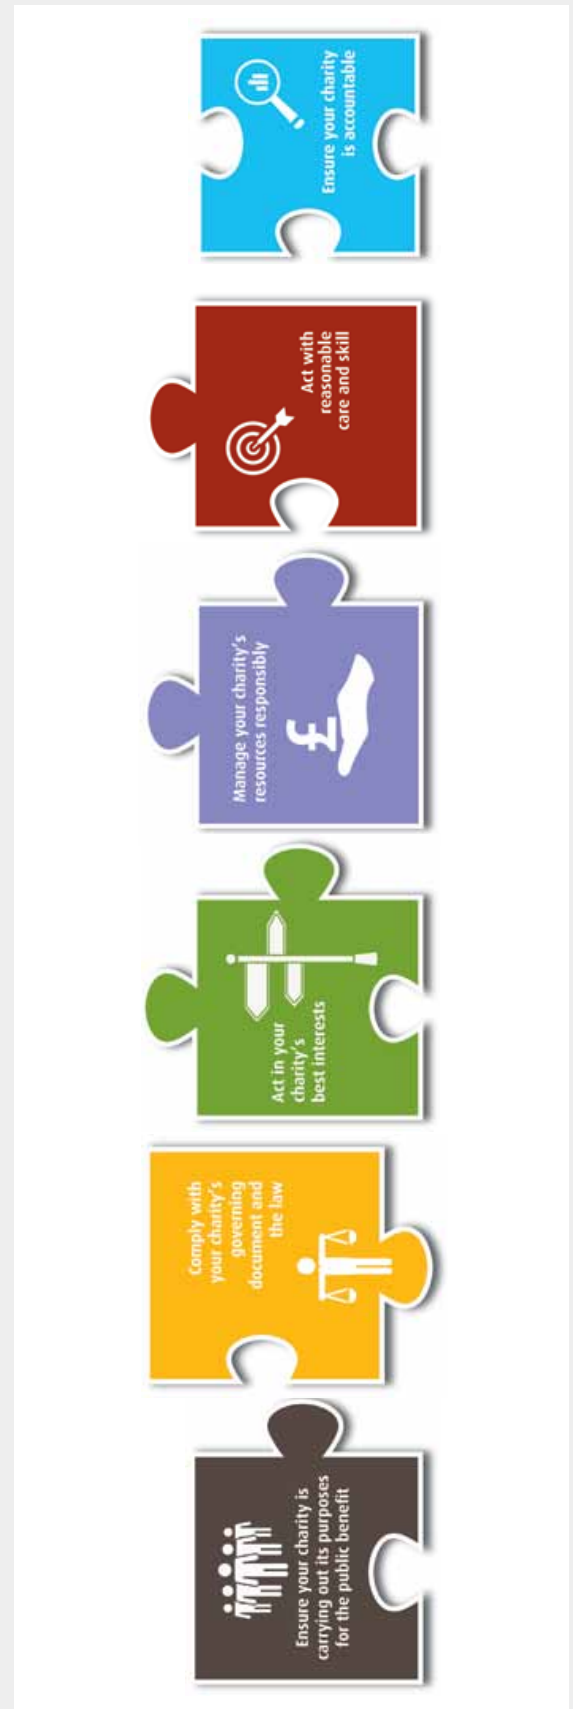 Ensure your charity is
carrying out its purposes
for the public benefit
Comply with
your charity's
governing
document and
the law
Act in your
charity's
best interests
Manage your charity's
resources responsibly
£
Act with
reasonable
care and skill
Ensure your charity
is accountable